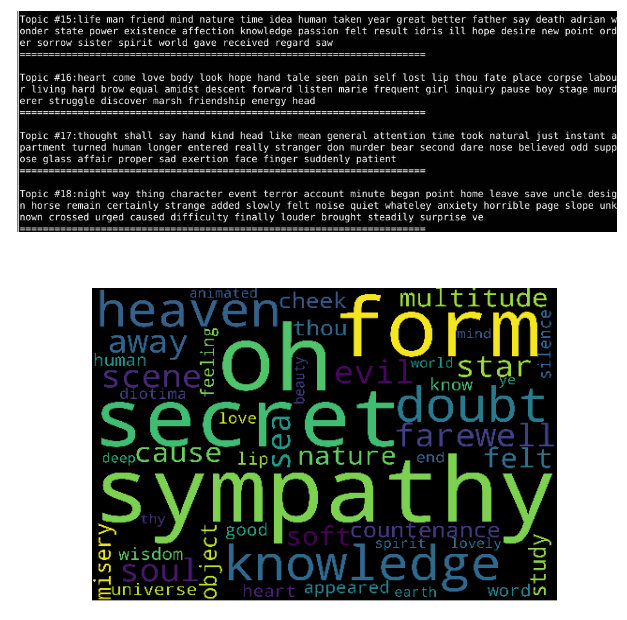 Topic #15:life man friend mind nature time idea human taken year great better father say death adrian w
onder state power existence affection knowledge passion felt result idris ill hope desire new point ord
er sorrow sister spirit world gave received regard saw
======================================================================
Topic #16:heart come love body look hope hand tale seen pain self lost lip thou fate place corpse labou
r living hard brow equal amidst descent forward listen marie frequent girl inquiry pause boy stage murd
erer struggle discover marsh friendship energy head
======================================================================
Topic #17:thought shall say hand kind head like mean general attention time took natural just instant a
partment turned human longer entered really stranger don murder bear second dare nose believed odd supp
ose glass affair proper sad exertion face finger suddenly patient
======================================================================
Topic #18:night way thing character event terror account minute began point home leave save uncle desig
n horse remain certainly strange added slowly felt noise quiet whateley anxiety horrible page slope unk
nown crossed urged caused difficulty finally louder brought steadily surprise ve
======================================================================
animated
heaven
cheek
multitude
form
thou
mind
silence
away
oh
feeling
human
scene
diotima
beauty
evil
world
star
know
ye
secret
love
sea
doubt
farewell
deep
cause
lip
nature
end
felt
sympathy
thy
good
soft
countenance
misery
wisdom
object
spirit
lovely
study
soul
knowledge
universe
heart
appeared
earth
word